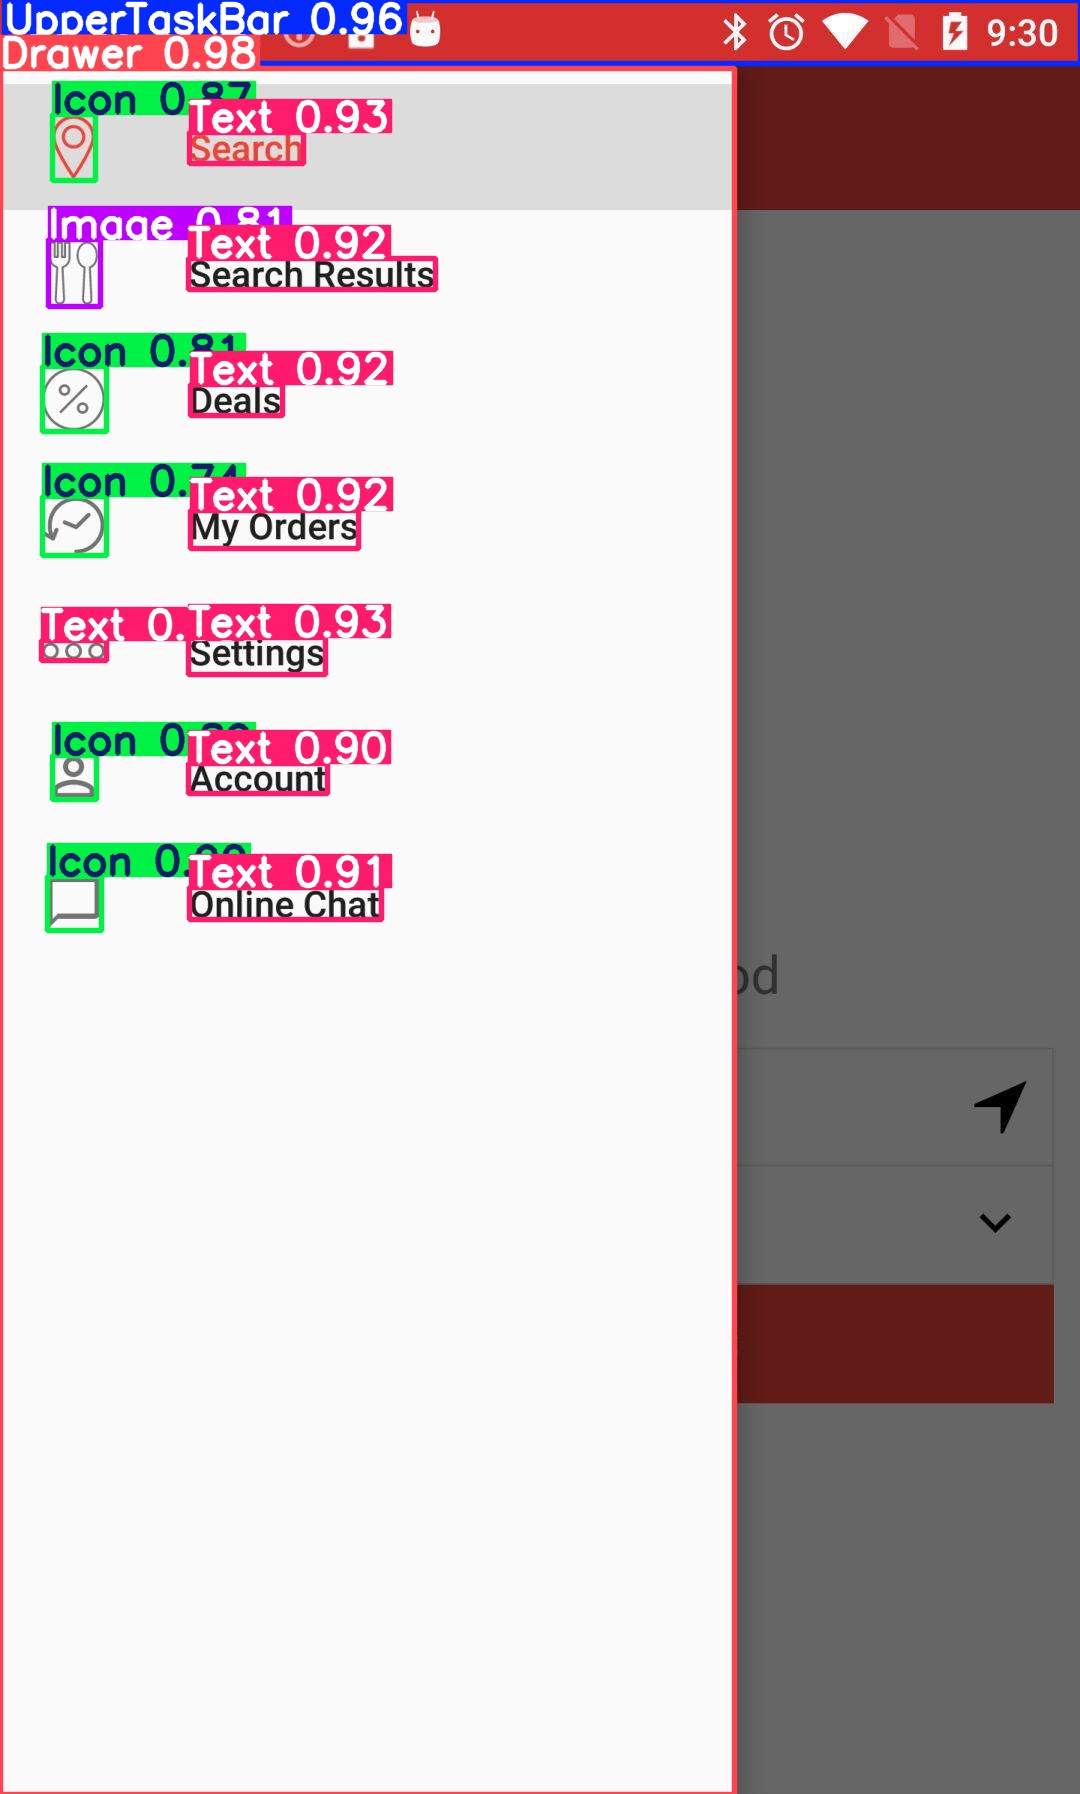 UpperTaskBar 0.96
9:30
Drawer 0.98
Icon 0.87
Text 0.93
Search
Image 0.81
Text 0.92
Search Results
Icon 0.81
Text 0.92
Deals
Icon 0.74
Text 0.92
My Orders
Text 0.
Text 0.93
Settings
Icon 0.
Text 0.90
Account
Icon 0.
Text 0.91
Online Chat
od